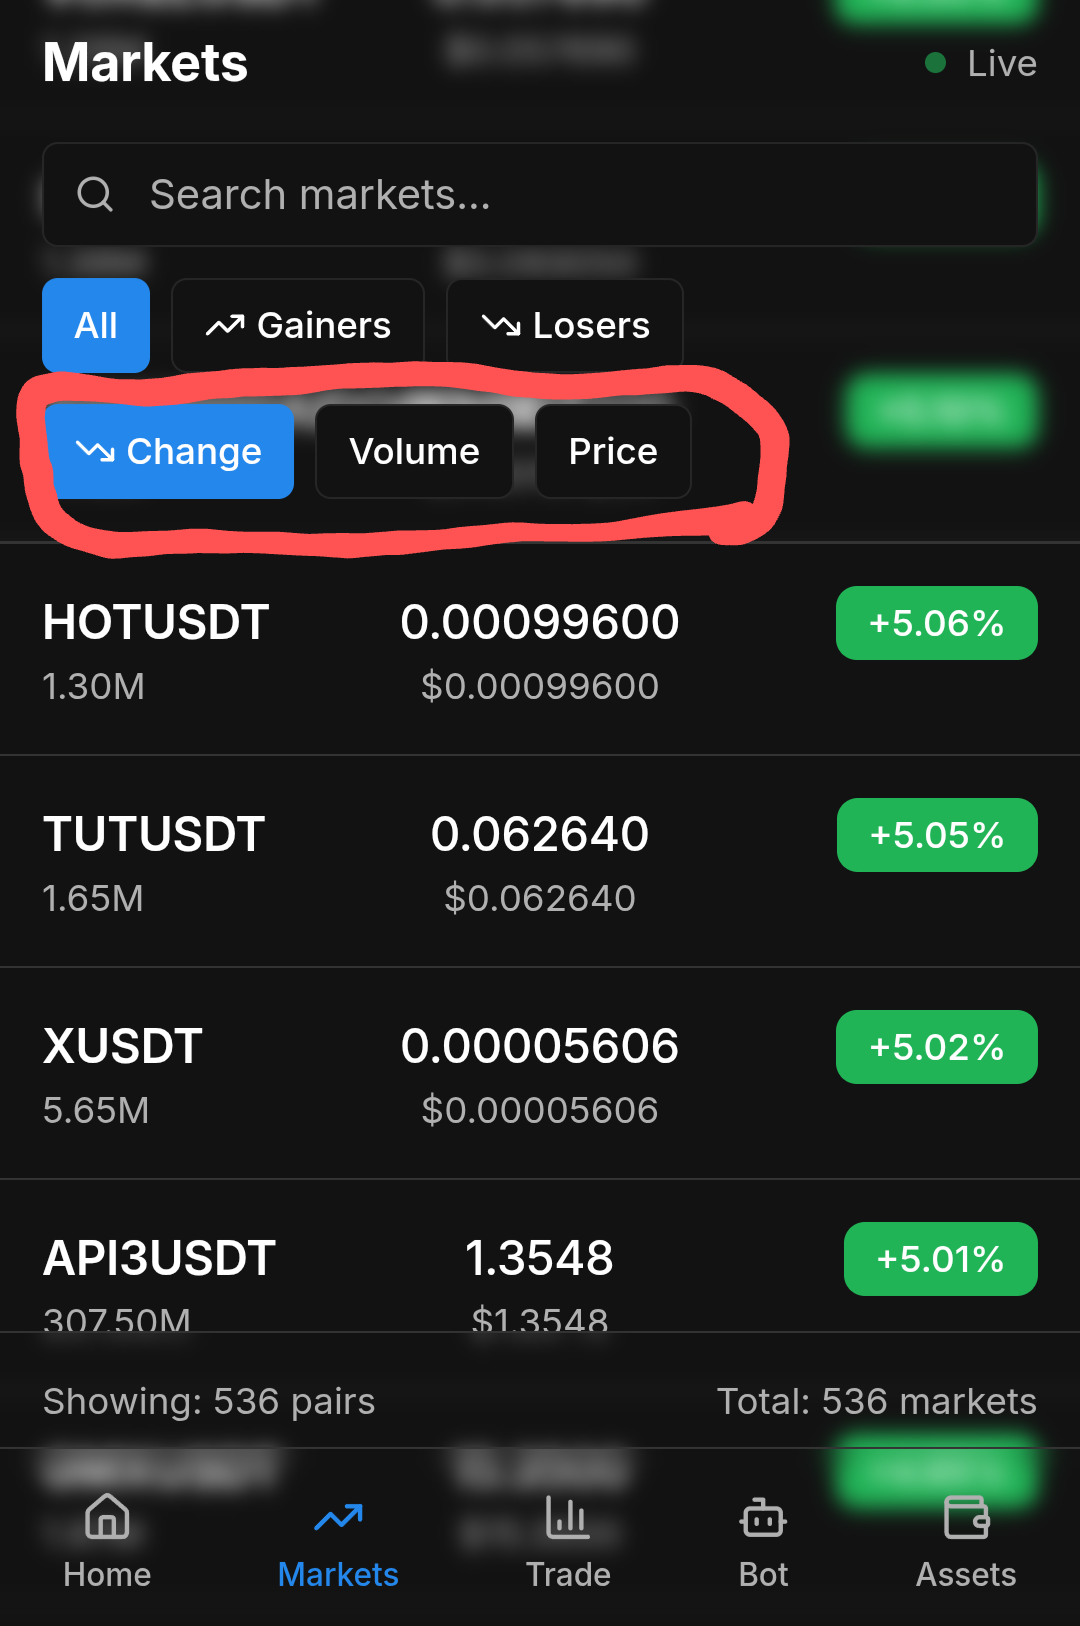 Markets
Live
Search markets...
All Gainers Losers
Change Volume Price
HOTUSDT 0.00099600 +5.06%
1.30M $0.00099600
TUTUSDT 0.062640 +5.05%
1.65M $0.062640
XUSDT 0.00005606 +5.02%
5.65M $0.00005606
API3USDT 1.3548 +5.01%
307.50M $1.3548
Showing: 536 pairs Total: 536 markets
Home Markets Trade Bot Assets